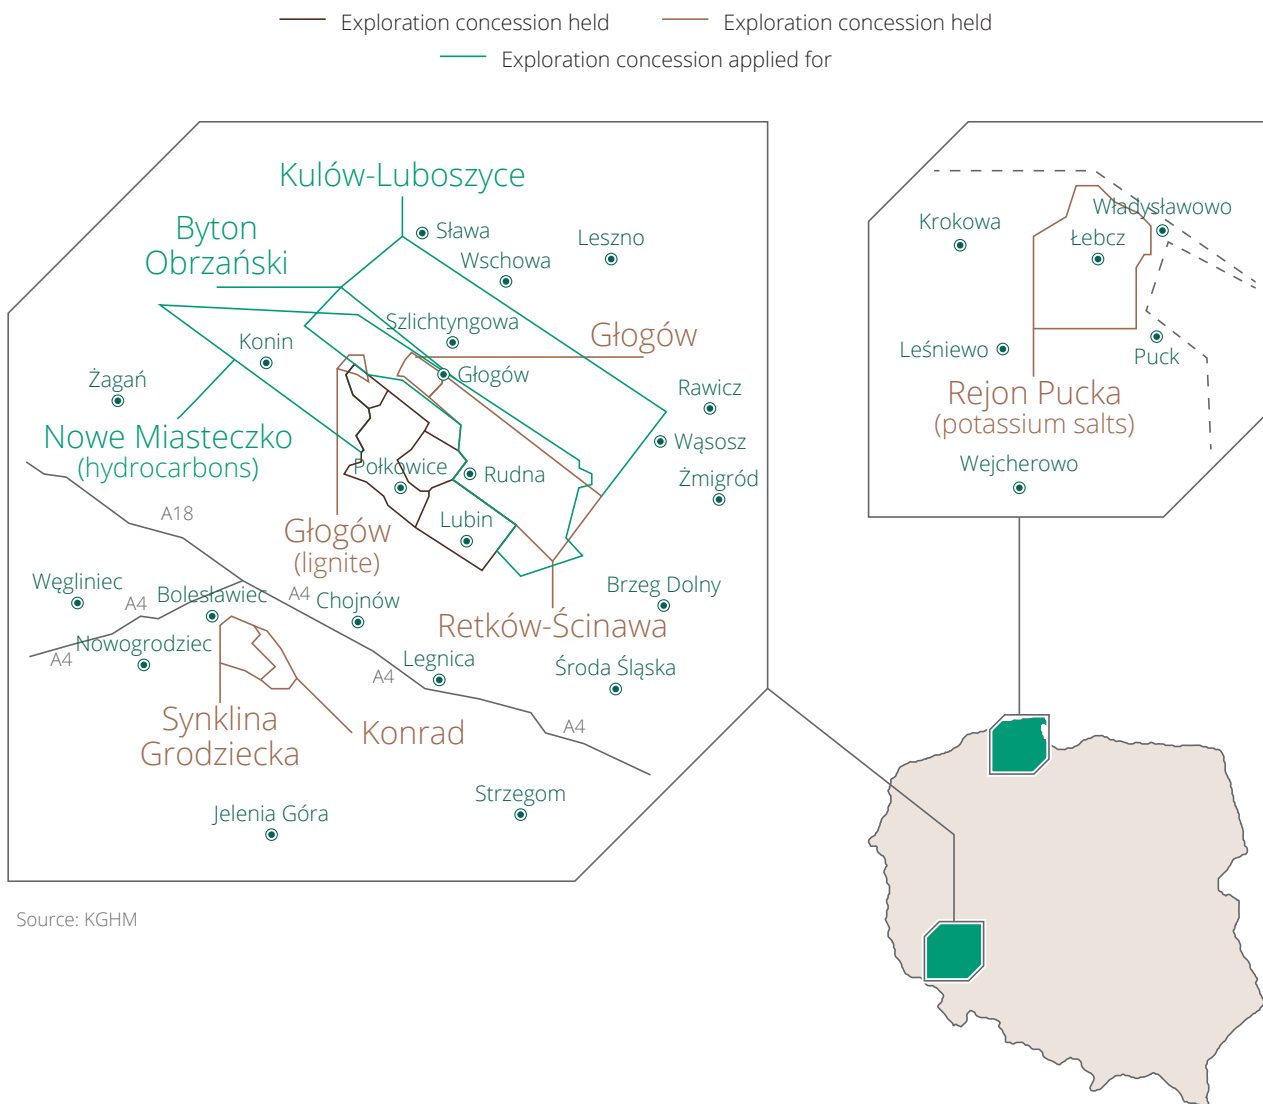 Exploration concession held
Exploration concession held
Exploration concession applied for
Kulów-Luboszyce
Byton
Obrzański
Sława
Leszno
Wschowa
Szlichtyngowa
Głogów
Konin
Głogów
Żagań
Rawicz
Nowe Miasteczko
(hydrocarbons)
Wąsosz
Połkowice
Rudna
Żmigród
A18
Lubin
Głogów
(lignite)
Węgliniec
A4
Bolesławiec
A4
Chojnów
Brzeg Dolny
Retków-Ścinawa
Nowogrodziec
A4
Legnica
A4
Środa Śląska
Synklina
Grodziecka
Konrad
A4
Strzegom
Jelenia Góra
Krokowa
Władysławowo
Łebcz
Leśniewo
Puck
Rejon Pucka
(potassium salts)
Wejcherowo
Source: KGHM